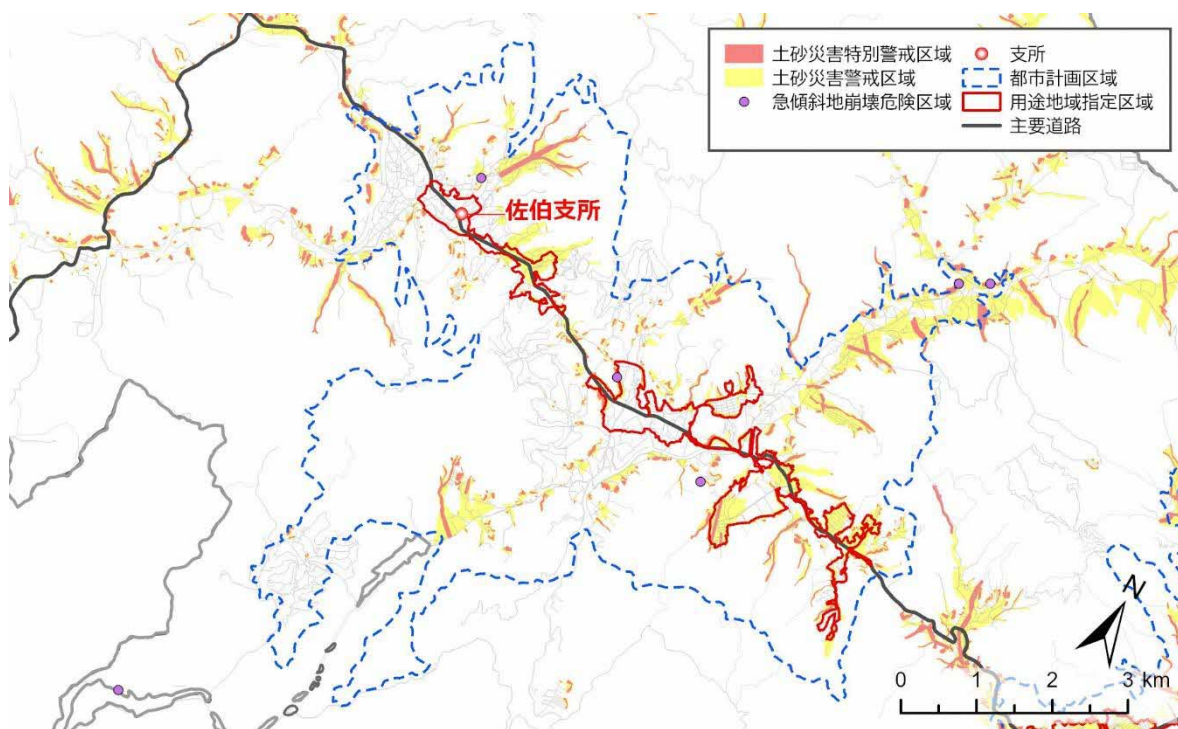 土砂災害特別警戒区域
土砂災害警戒区域
急傾斜地崩壊危険区域
支所
都市計画区域
用途地域指定区域
主要道路
佐伯支所
N
0 1 2 3 km